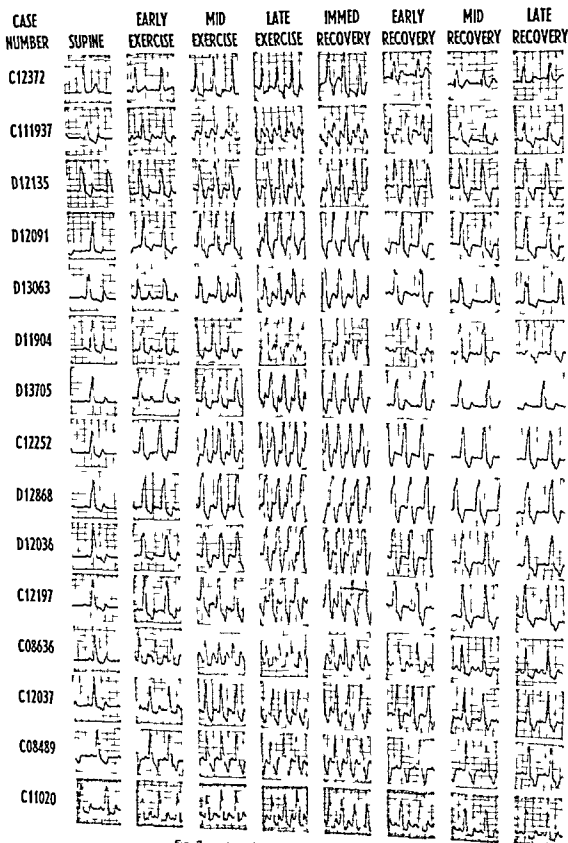 CASE NUMBER SUPINE EARLY EXERCISE MID EXERCISE LATE EXERCISE IMMED RECOVERY EARLY RECOVERY MID RECOVERY LATE RECOVERY
C12372
C111937
D12135
D12091
D13063
D11904
D13705
C12252
D12868
D12036
C12197
C08636
C12037
C08489
C11020